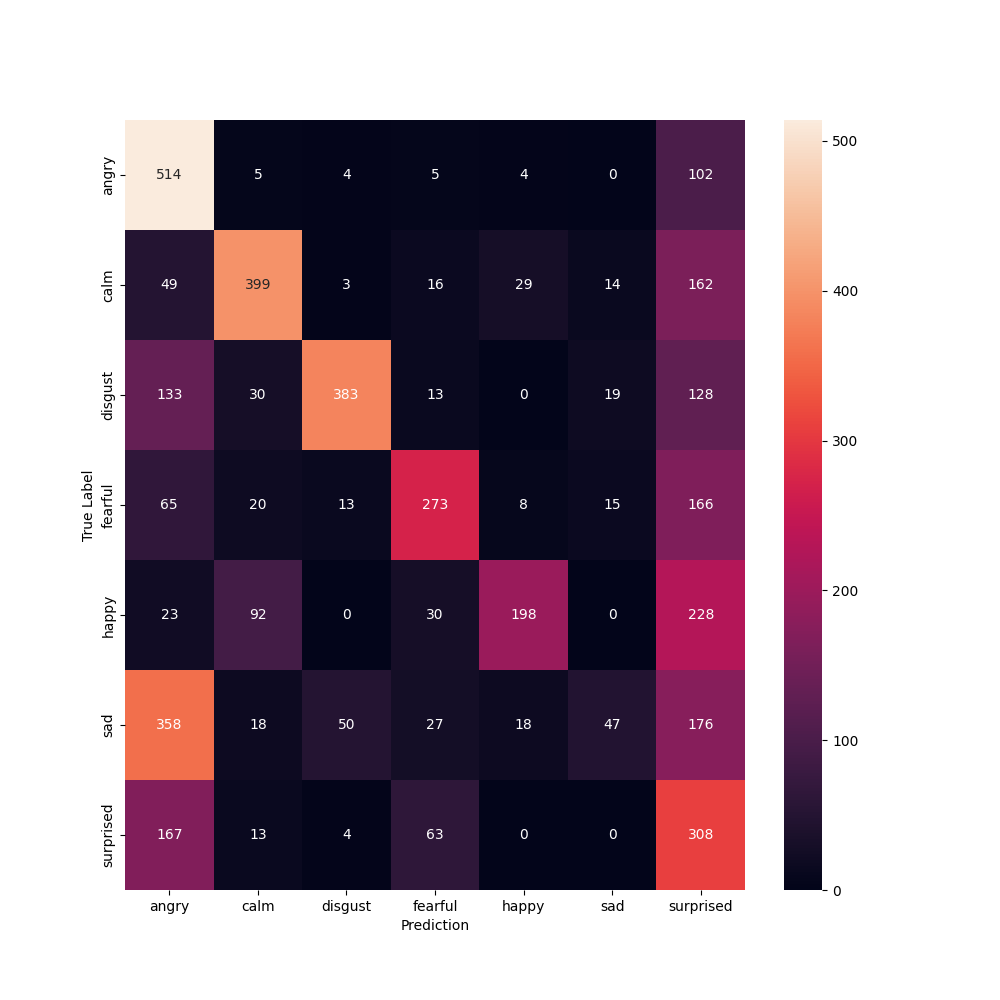 angry 514 5 4 5 4 0 102
calm 49 399 3 16 29 14 162
disgust 133 30 383 13 0 19 128
fearful 65 20 13 273 8 15 166
happy 23 92 0 30 198 0 228
sad 358 18 50 27 18 47 176
surprised 167 13 4 63 0 0 308
angry calm disgust fearful happy sad surprised
Prediction
True Label
500
400
300
200
100
0